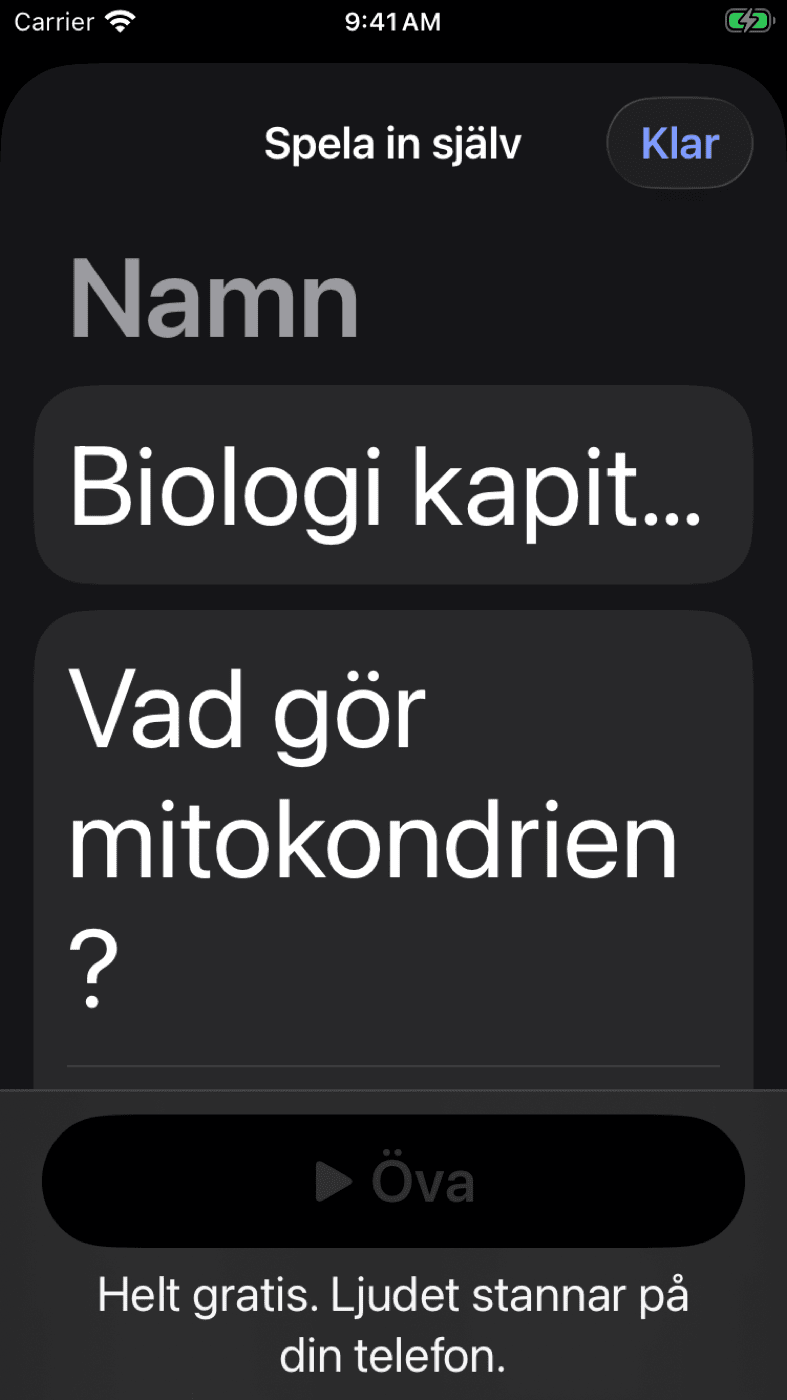 Carrier
9:41 AM
Spela in själv
Klar
Namn
Biologi kapit...
Vad gör
mitokondrien
?
Öva
Helt gratis. Ljudet stannar på
din telefon.